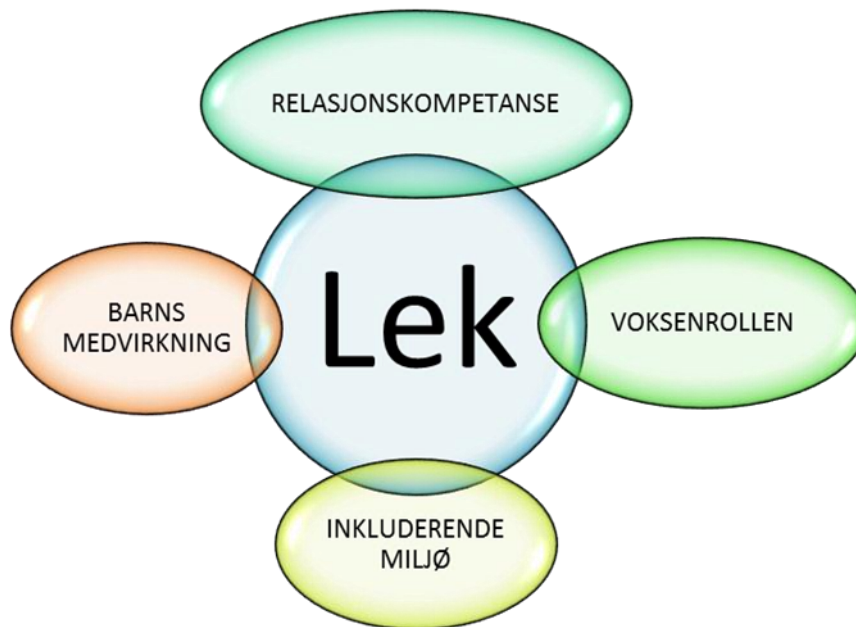 RELASJONSKOMPETANSE
BARNS
MEDVIRKNING
Lek
VOKSENROLLEN
INKLUDERENDE
MILJØ